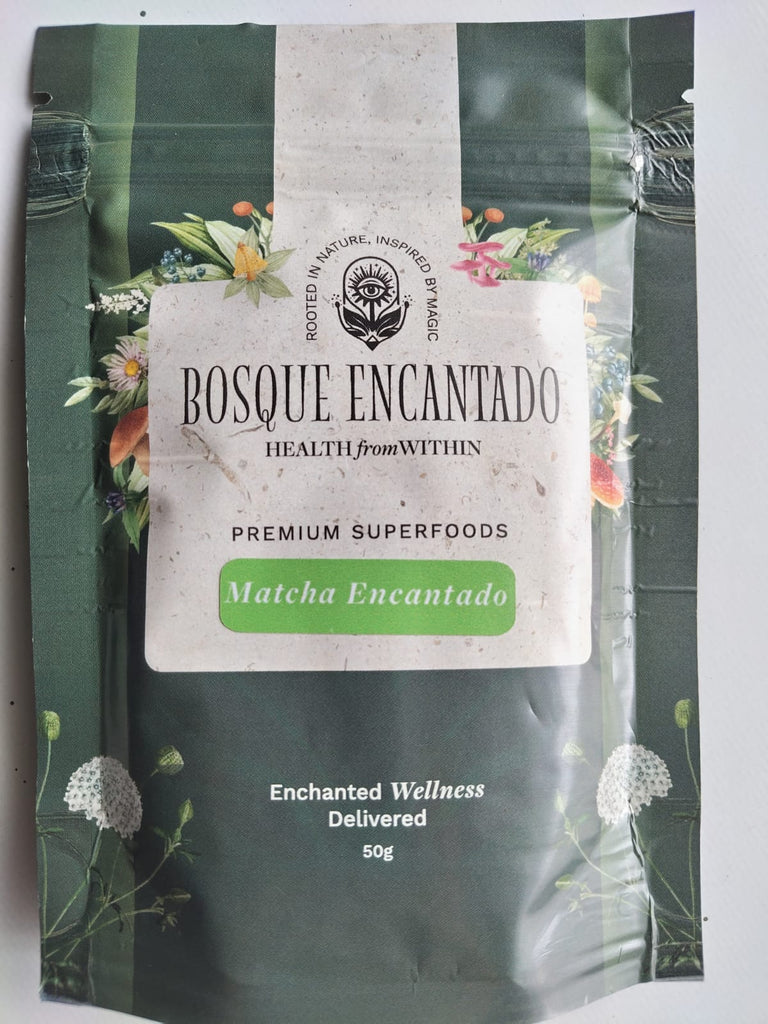 ROOTED IN NATURE, INSPIRED BY MAGIC
BOSQUE ENCANTADO
HEALTH from WITHIN
PREMIUM SUPERFOODS
Matcha Encantado
Enchanted Wellness
Delivered
50g